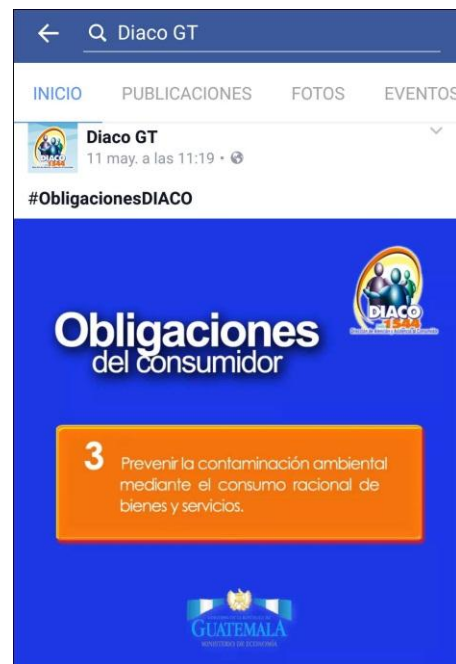 Diaco GT
INICIO PUBLICACIONES FOTOS EVENTOS
Diaco GT
11 may. a las 11:19 •
#ObligacionesDIACO
DIACO
1544
Obligaciones
del consumidor
3 Prevenir la contaminación ambiental
mediante el consumo racional de
bienes y servicios.
GUATEMALA
MINISTERIO DE ECONOMÍA